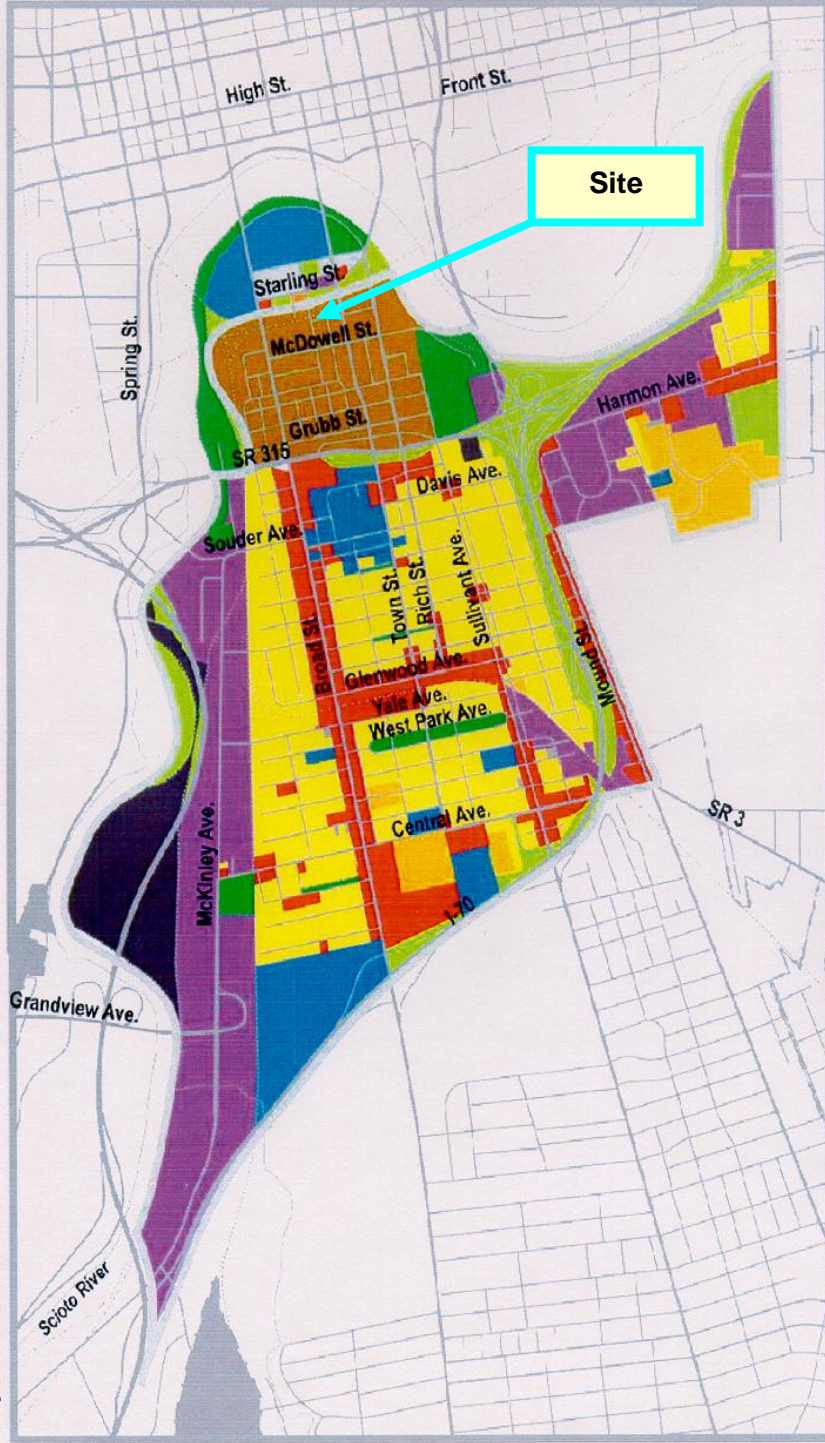 High St.
Front St.
Site
Starling St.
McDowell St.
Spring St.
Grubb St.
Harmon Ave.
SR 315
Davis Ave.
Souder Ave.
Town St.
Rich St.
Sullivant Ave.
Broad St.
Glenwood Ave.
Mound St.
Yale Ave.
West Park Ave.
Central Ave.
SR 3
McKinley Ave.
I-70
Grandview Ave.
Scioto River